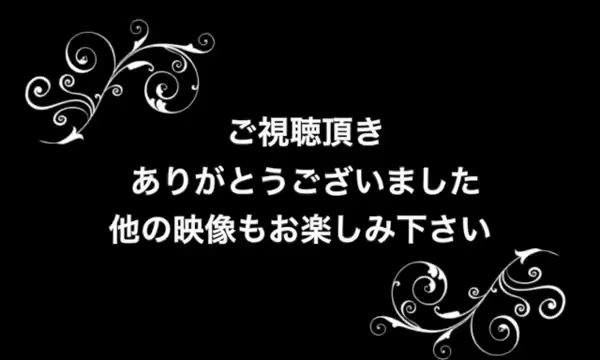 ご視聴頂き
ありがとうございました
他の映像もお楽しみ下さい